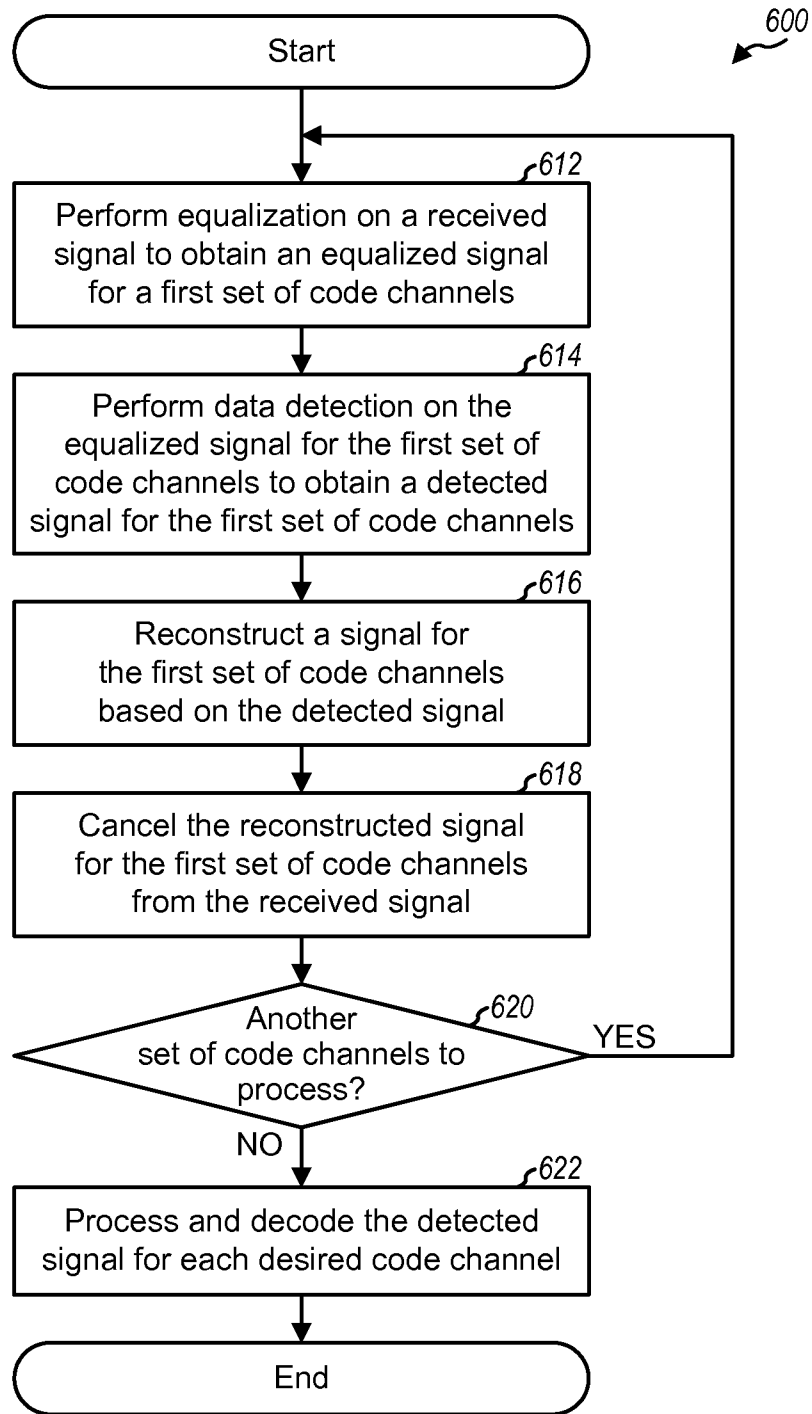 600
Start
612
Perform equalization on a received
signal to obtain an equalized signal
for a first set of code channels
614
Perform data detection on the
equalized signal for the first set of
code channels to obtain a detected
signal for the first set of code channels
616
Reconstruct a signal for
the first set of code channels
based on the detected signal
618
Cancel the reconstructed signal
for the first set of code channels
from the received signal
620
Another
set of code channels to
process?
YES
NO
622
Process and decode the detected
signal for each desired code channel
End